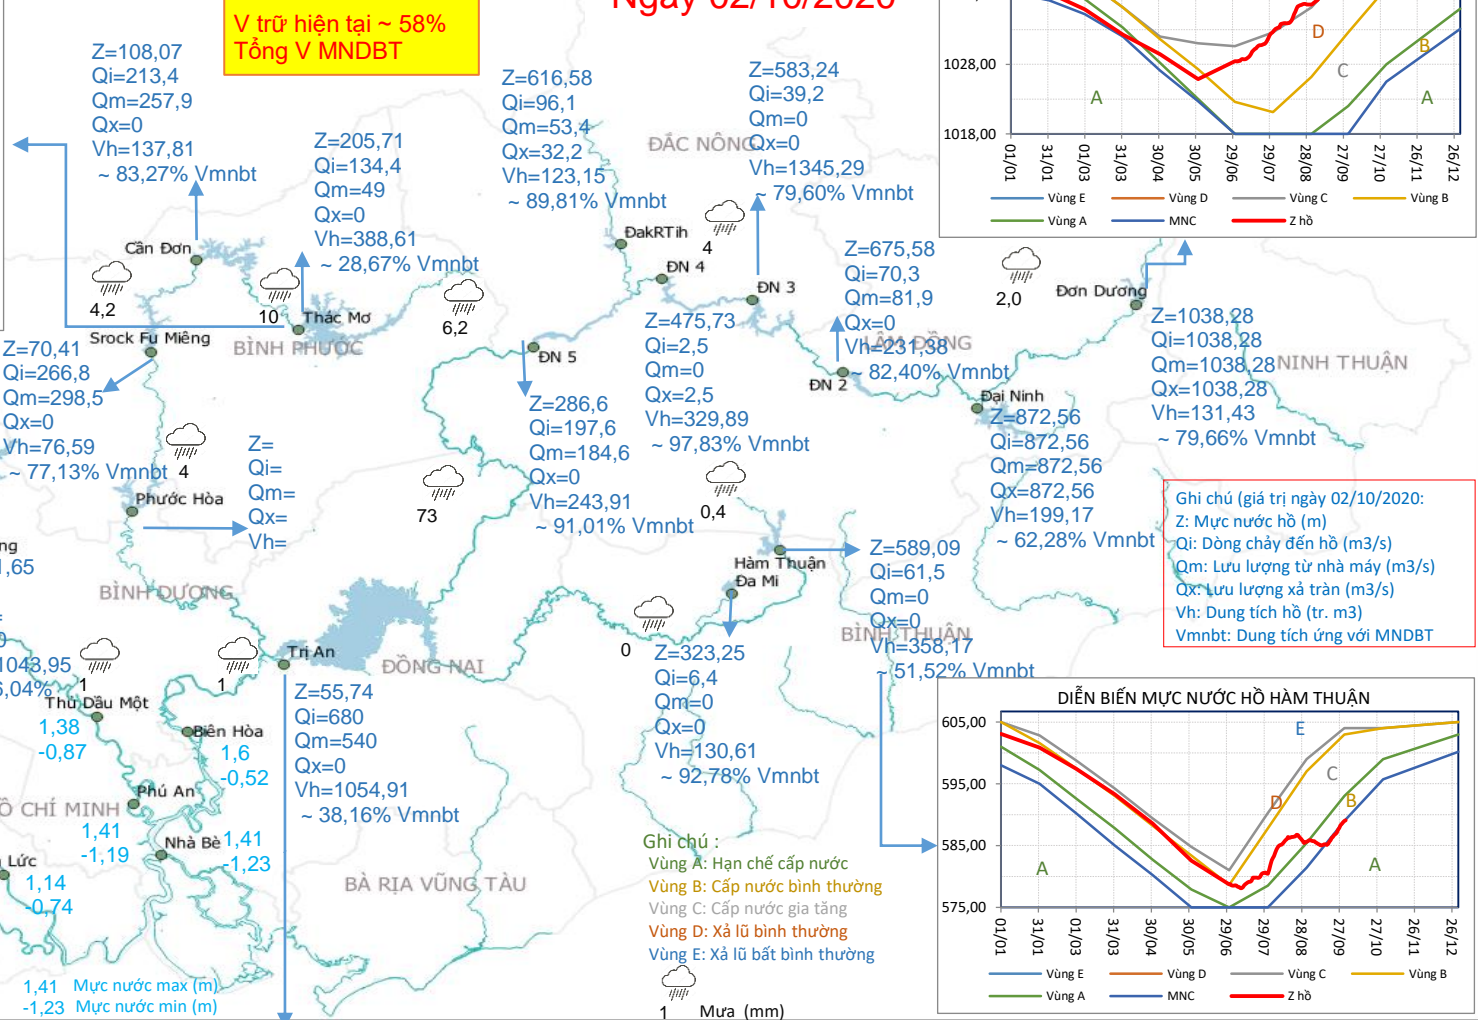 Ngày 02/10/2020
V trữ hiện tại ~ 58%
Tổng V MNDBT
Z=108,07
Qi=213,4
Qm=257,9
Qx=0
Vh=137,81
~ 83,27% Vmnbt
Z=205,71
Qi=134,4
Qm=49
Qx=0
Vh=388,61
~ 28,67% Vmnbt
Z=616,58
Qi=96,1
Qm=53,4
Qx=32,2
Vh=123,15
~ 89,81% Vmnbt
Z=583,24
Qi=39,2
Qm=0
Qx=0
Vh=1345,29
~ 79,60% Vmnbt
ĐẮC NÔNG
1028,00
1018,00
A
B
C
D
A
01/01
31/01
01/03
31/03
30/04
30/05
29/06
29/07
28/08
27/09
27/10
26/11
26/12
Vùng E
Vùng D
Vùng C
Vùng B
Vùng A
MNC
Z hồ
Cần Đơn
ĐakRTih
4
ĐN 4
ĐN 3
Z=675,58
Qi=70,3
Qm=81,9
Qx=0
Vh=231,38
~ 82,40% Vmnbt
LÂM ĐỒNG
2,0
Đơn Dương
4,2
10
Thác Mơ
6,2
Srock Fu Miêng
BÌNH PHƯỚC
Z=70,41
Qi=266,8
Qm=298,5
Qx=0
Vh=76,59
~ 77,13% Vmnbt
ĐN 5
Z=475,73
Qi=2,5
Qm=0
Qx=2,5
Vh=329,89
~ 97,83% Vmnbt
ĐN 2
Z=1038,28
Qi=1038,28
Qm=1038,28
Qx=1038,28
Vh=131,43
~ 79,66% Vmnbt
NINH THUẬN
Đại Ninh
Z=872,56
Qi=872,56
Qm=872,56
Qx=872,56
Vh=199,17
~ 62,28% Vmnbt
Z=286,6
Qi=197,6
Qm=184,6
Qx=0
Vh=243,91
~ 91,01% Vmnbt
4
Z=
Qi=
Qm=
Qx=
Vh=
Phước Hòa
73
0,4
Ghi chú (giá trị ngày 02/10/2020:
Z: Mực nước hồ (m)
Qi: Dòng chảy đến hồ (m3/s)
Qm: Lưu lượng từ nhà máy (m3/s)
Qx: Lưu lượng xả tràn (m3/s)
Vh: Dung tích hồ (tr. m3)
Vmnbt: Dung tích ứng với MNDBT
Hàm Thuận
Đa Mi
Z=589,09
Qi=61,5
Qm=0
Qx=0
Vh=358,17
~ 51,52% Vmnbt
BÌNH THUẬN
BÌNH DƯƠNG
ng
1,65
1043,95
6,04%
1
1
Trị An
ĐỒNG NAI
0
Z=323,25
Qi=6,4
Qm=0
Qx=0
Vh=130,61
~ 92,78% Vmnbt
Thủ Dầu Một
1,38
-0,87
Biên Hòa
1,6
-0,52
Z=55,74
Qi=680
Qm=540
Qx=0
Vh=1054,91
~ 38,16% Vmnbt
Phú An
Ồ CHÍ MINH
1,41
-1,19
Nhà Bè
1,41
-1,23
Lức
1,14
-0,74
BÀ RỊA VŨNG TÀU
Ghi chú :
Vùng A: Hạn chế cấp nước
Vùng B: Cấp nước bình thường
Vùng C: Cấp nước gia tăng
Vùng D: Xả lũ bình thường
Vùng E: Xả lũ bất bình thường
1 Mưa (mm)
1,41 Mực nước max (m)
-1,23 Mực nước min (m)
DIỄN BIẾN MỰC NƯỚC HỒ HÀM THUẬN
605,00
595,00
585,00
575,00
E
C
D
B
A
A
01/01
31/01
01/03
31/03
30/04
30/05
29/06
29/07
28/08
27/09
27/10
26/11
26/12
Vùng E
Vùng D
Vùng C
Vùng B
Vùng A
MNC
Z hồ